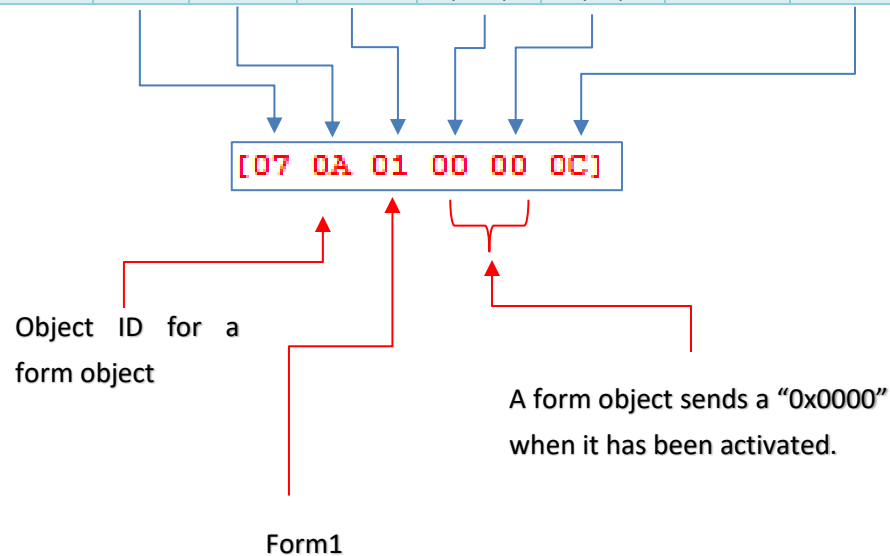 [07 0A 01 00 00 0C]
Object ID for a
form object
A form object sends a “0x0000”
when it has been activated.
Form1